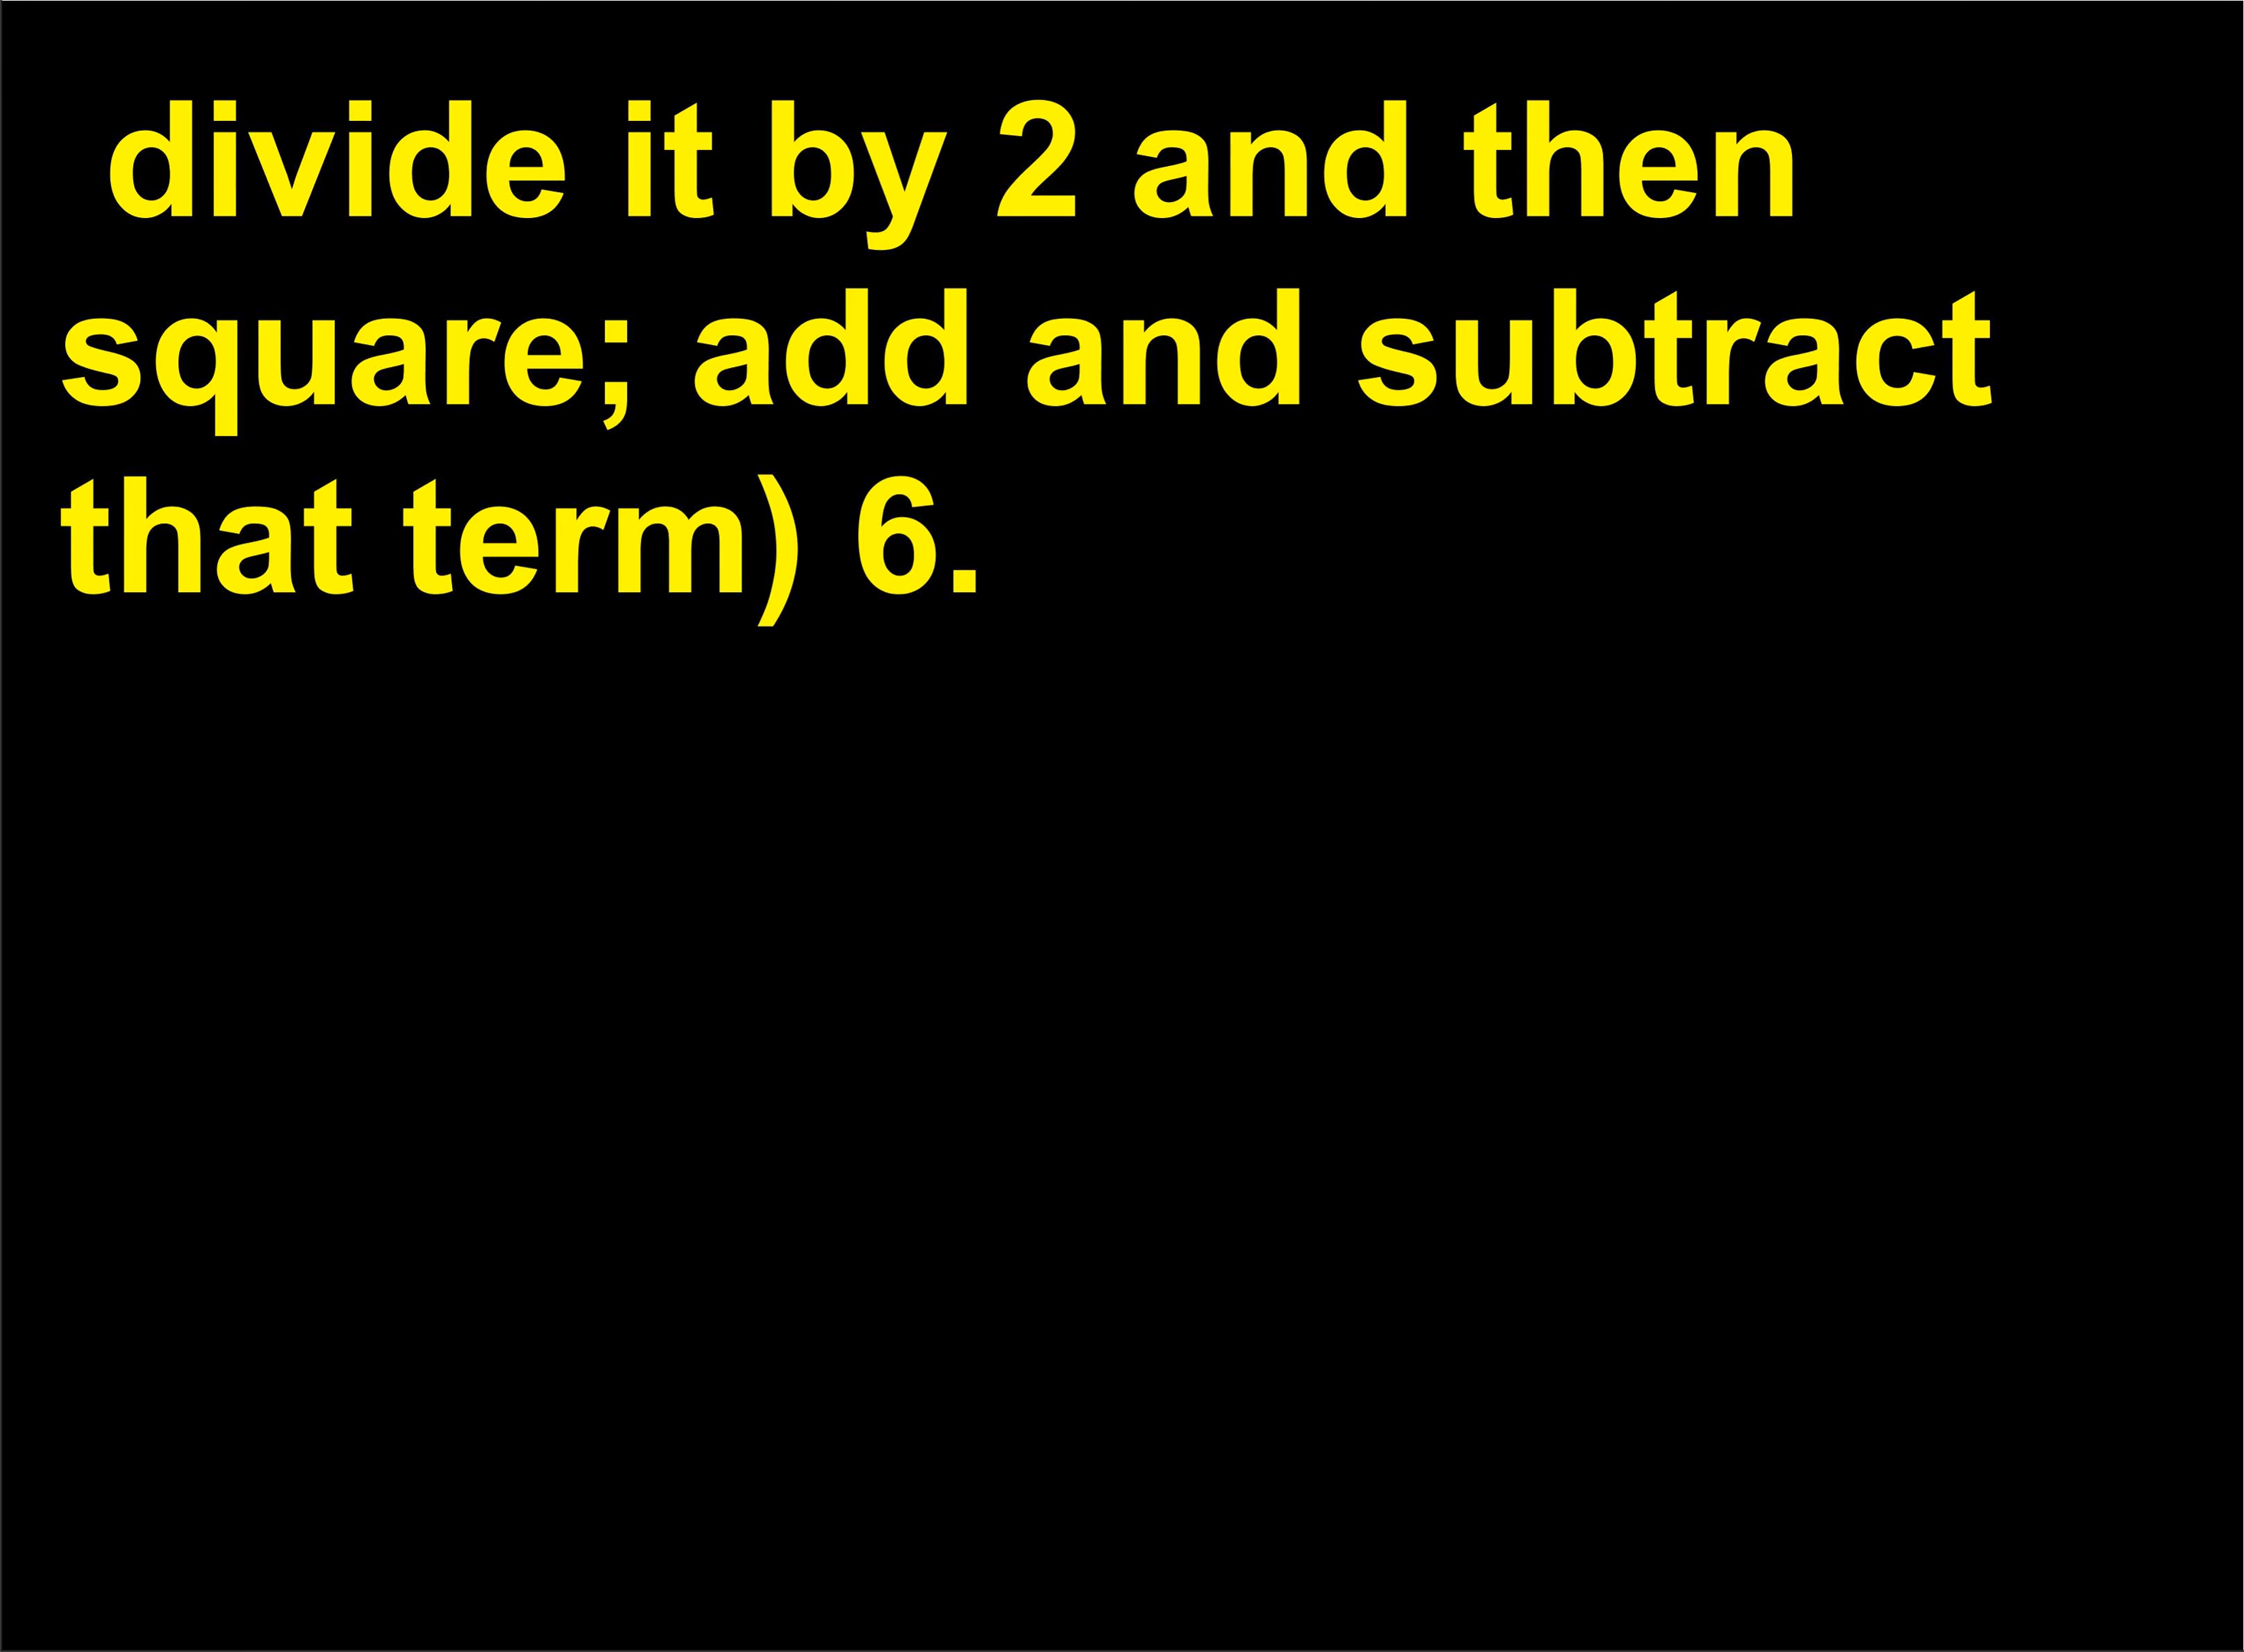 divide it by 2 and then
square; add and subtract
that term) 6.